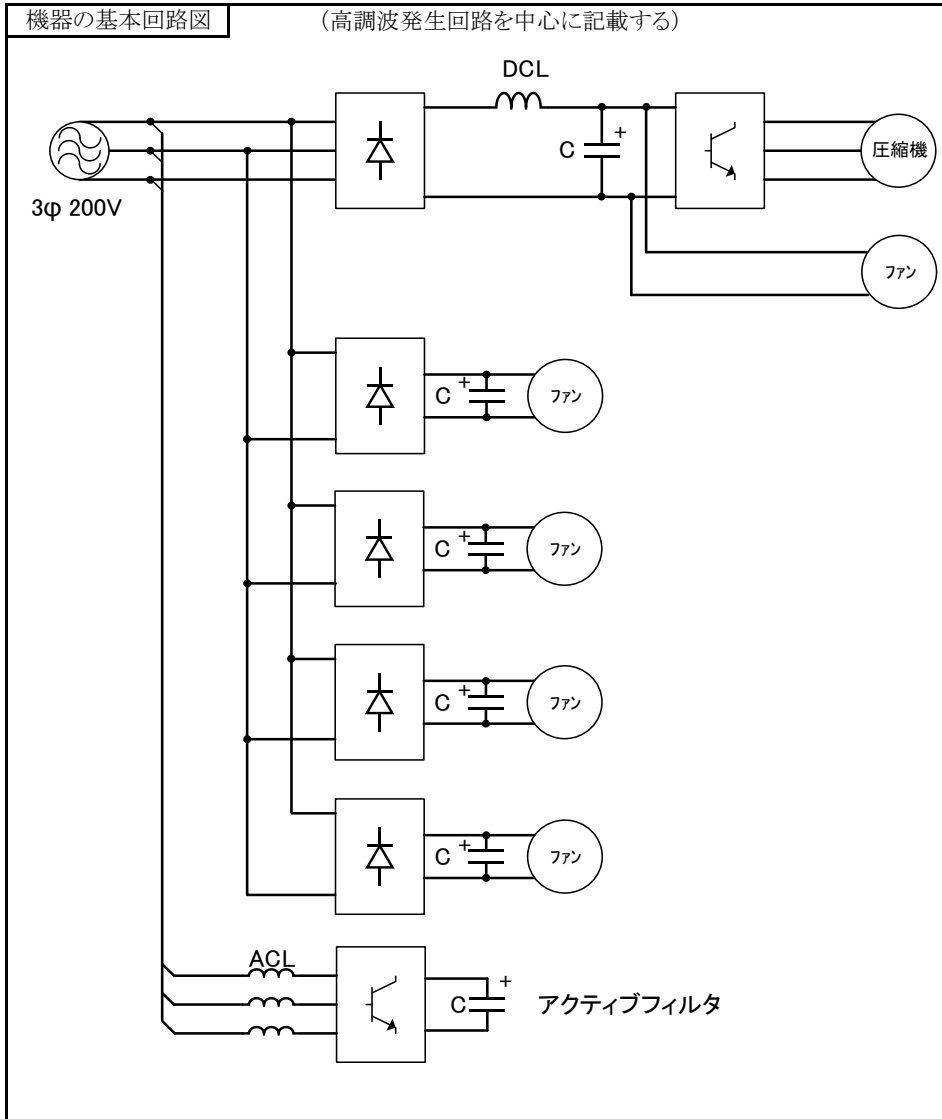 機器の基本回路図 (高調波発生回路を中心に記載する)
DCL
C +
圧縮機
3φ 200V
ファン
C + ファン
C + ファン
C + ファン
C + ファン
ACL
C + アクティブフィルタ